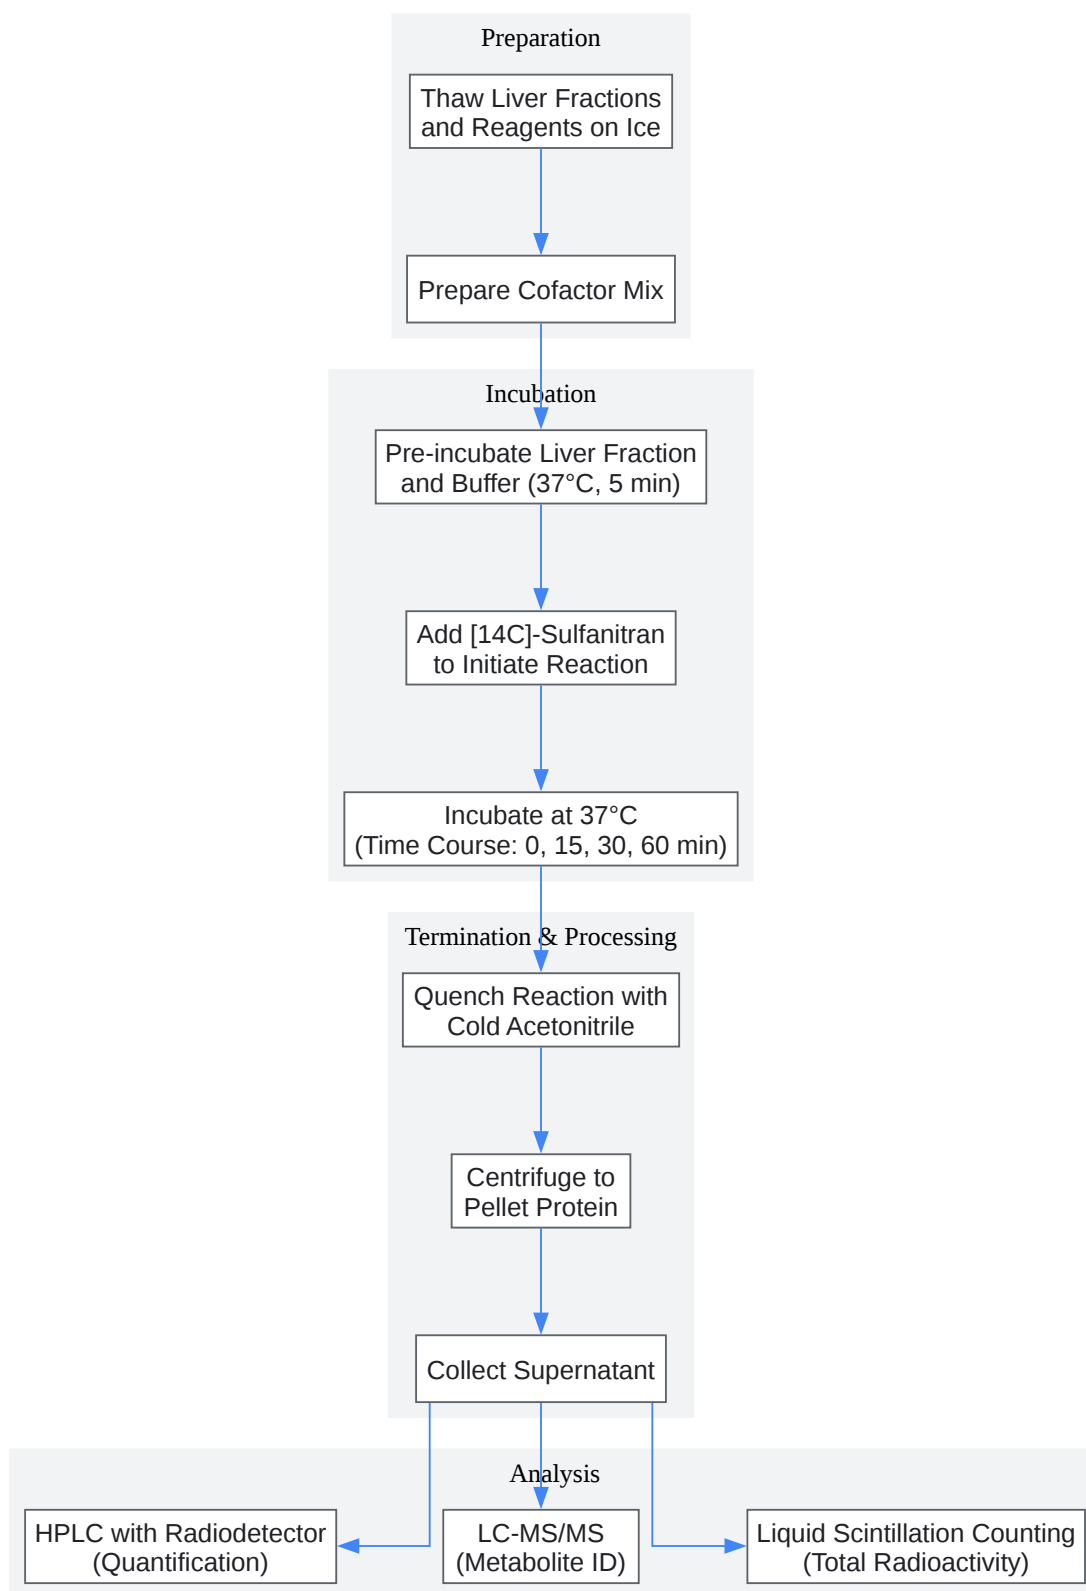 Preparation
Thaw Liver Fractions
and Reagents on Ice
Prepare Cofactor Mix
Incubation
Pre-incubate Liver Fraction
and Buffer (37°C, 5 min)
Add [14C]-Sulfanitran
to Initiate Reaction
Incubate at 37°C
(Time Course: 0, 15, 30, 60 min)
Termination & Processing
Quench Reaction with
Cold Acetonitrile
Centrifuge to
Pellet Protein
Collect Supernatant
Analysis
HPLC with Radiodetector
(Quantification)
LC-MS/MS
(Metabolite ID)
Liquid Scintillation Counting
(Total Radioactivity)